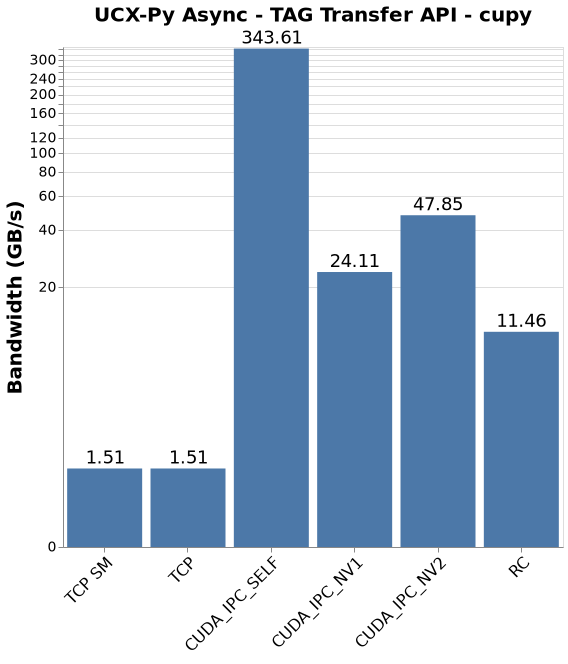 UCX-Py Async - TAG Transfer API - cupy
343.61
300
240
200
160
120
100
80
60
40
20
0
47.85
24.11
11.46
1.51
1.51
Bandwidth (GB/s)
TCP SM
TCP
CUDA_IPC_SELF
CUDA_IPC_NV1
CUDA_IPC_NV2
RC